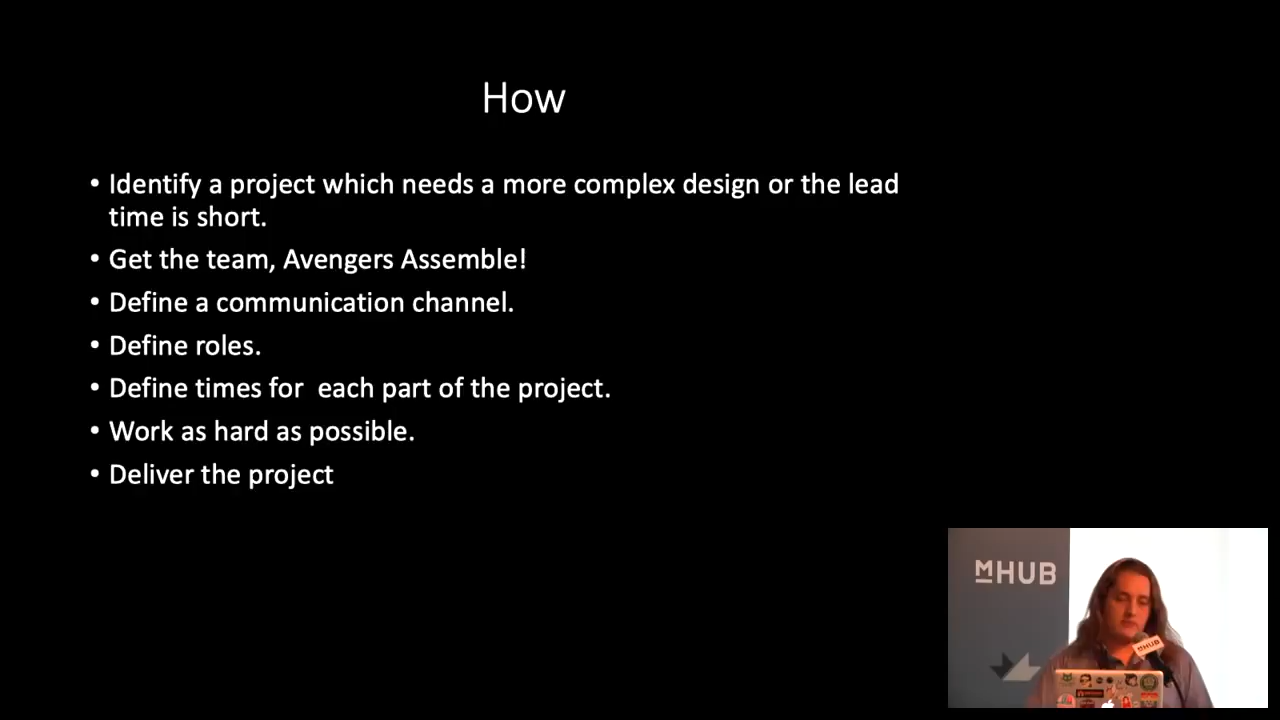 How
• Identify a project which needs a more complex design or the lead
time is short.
• Get the team, Avengers Assemble!
• Define a communication channel.
• Define roles.
• Define times for  each part of the project.
• Work as hard as possible.
• Deliver the project
MHUB
MHUB